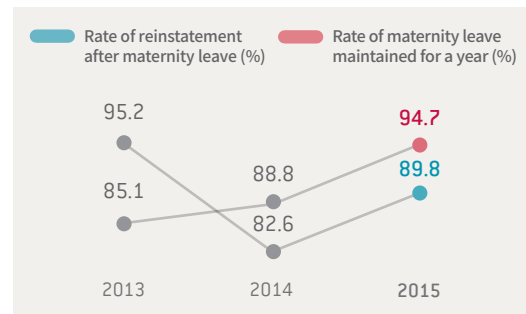 Rate of reinstatement
after maternity leave (%)
Rate of maternity leave
maintained for a year (%)
95.2
94.7
89.8
88.8
85.1
82.6
2013
2014
2015